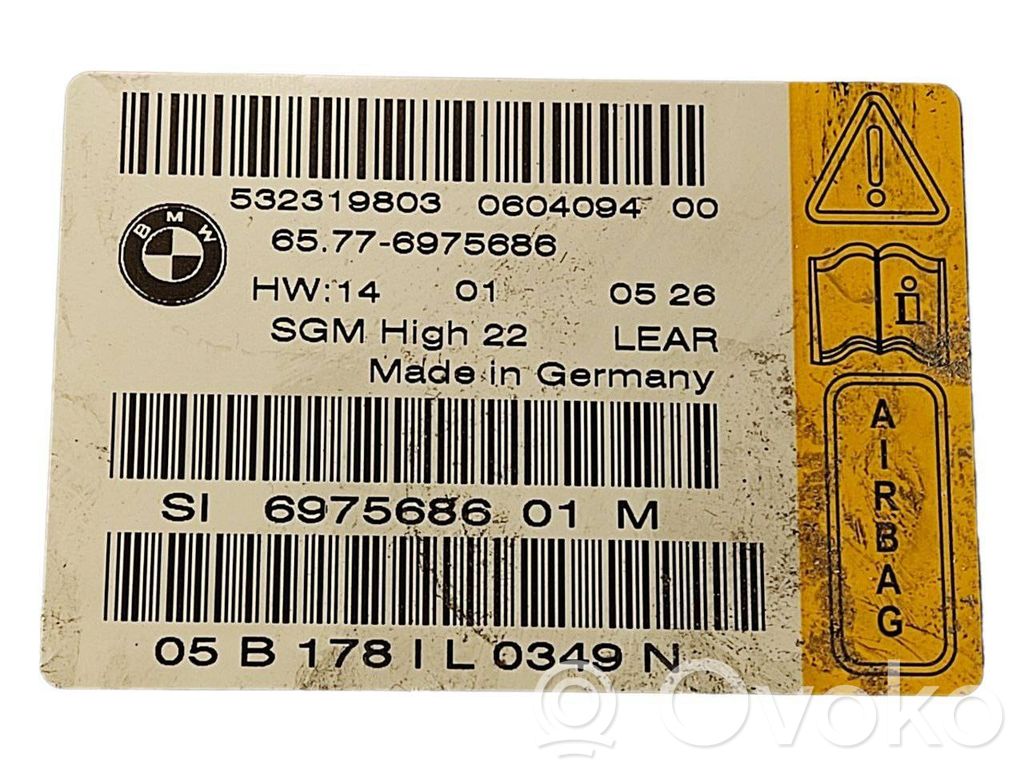 532319803 0604094 00
BMW
65.77-6975686
HW:14 01 05 26
SGM High 22 LEAR
Made in Germany
SI 6975686 01 M
05 B 178 I L 0349 N
AIRBAG
Ovoko